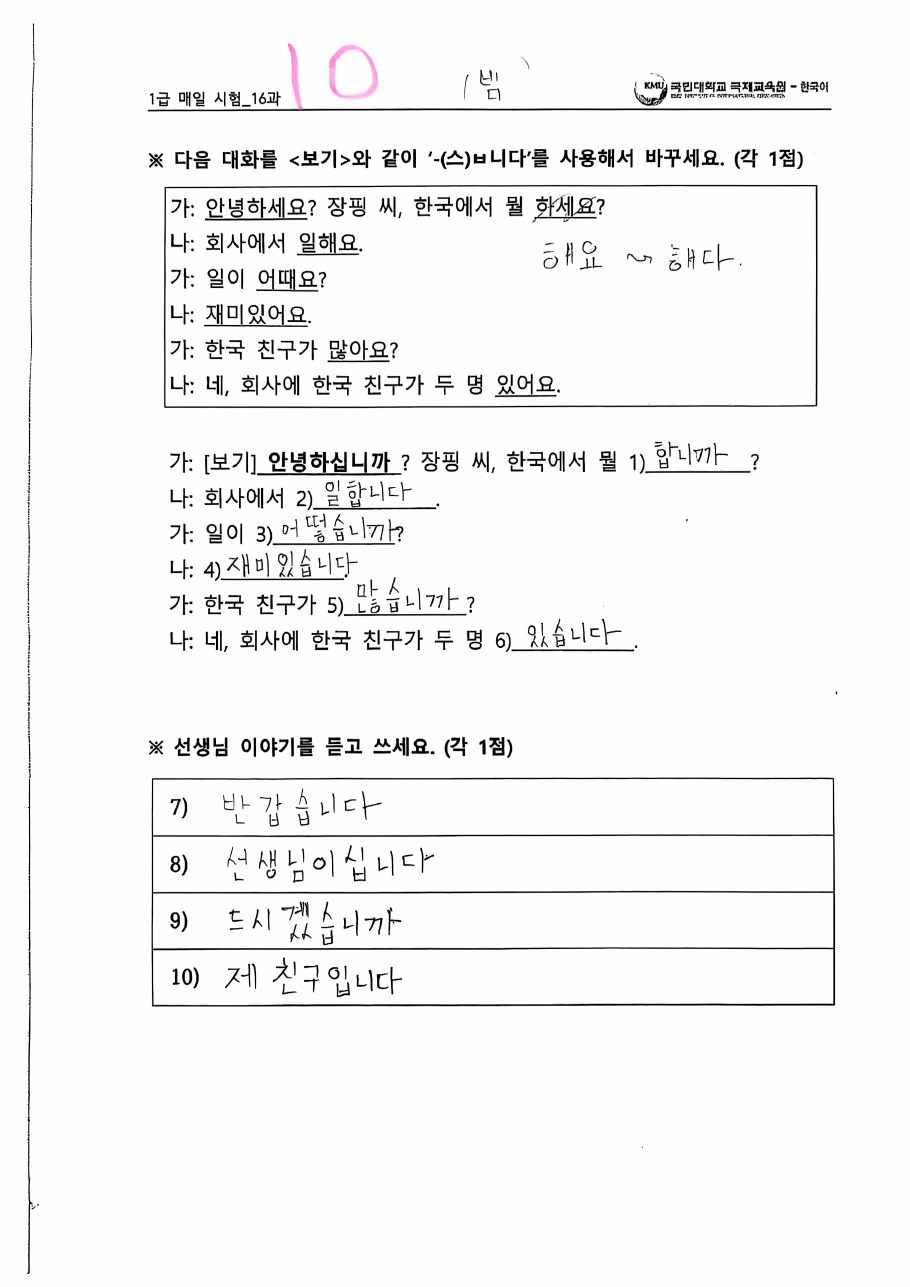 10
(빔)
1급 매일 시험_16과
KMU 국민대학교 국제교육원 - 한국어
※ 다음 대화를 <보기>와 같이 '-(스)ㅂ니다'를 사용해서 바꾸세요. (각 1점)
가: 안녕하세요? 장핑 씨, 한국에서 뭘 하세요?
나: 회사에서 일해요.
해요 ~> 해다.
가: 일이 어때요?
나: 재미있어요.
가: 한국 친구가 많아요?
나: 네, 회사에 한국 친구가 두 명 있어요.
가: [보기] 안녕하십니까 ? 장핑 씨, 한국에서 뭘 1) 합니까 ?
나: 회사에서 2) 일합니다 .
가: 일이 3) 어떻습니까?
나: 4) 재미있습니다.
가: 한국 친구가 5) 많습니까 ?
나: 네, 회사에 한국 친구가 두 명 6) 있습니다 .
※ 선생님 이야기를 듣고 쓰세요. (각 1점)
7) 반갑습니다
8) 선생님이십니다
9) 드시겠습니까
10) 제 친구입니다